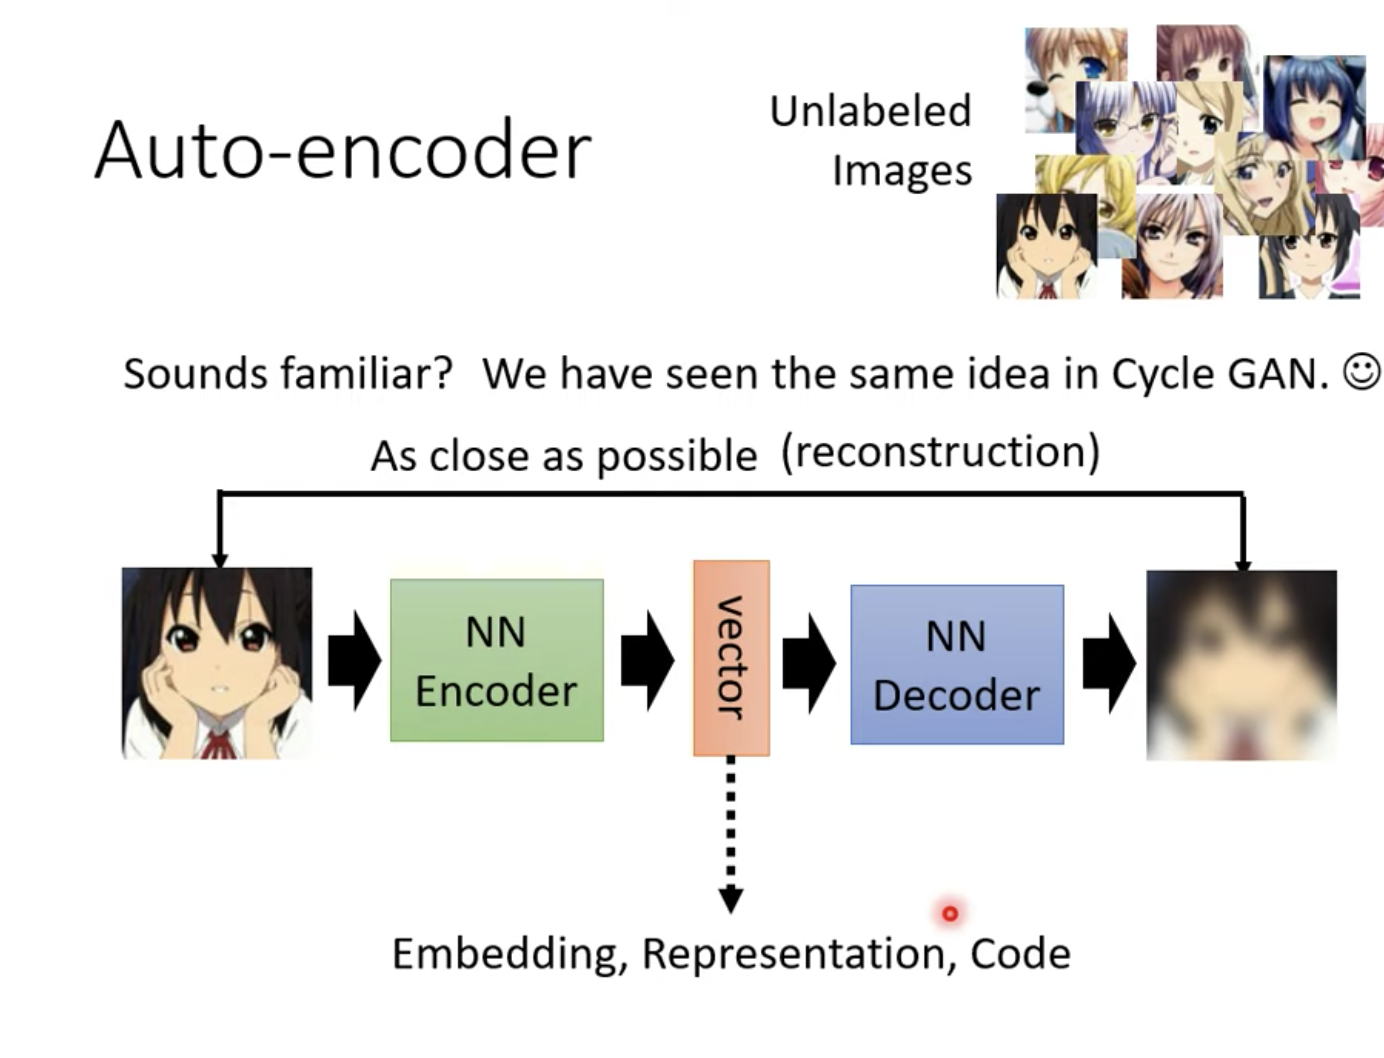 Auto-encoder
Unlabeled
Images
Sounds familiar? We have seen the same idea in Cycle GAN. ☺
As close as possible (reconstruction)
NN
Encoder
vector
NN
Decoder
Embedding, Representation, Code